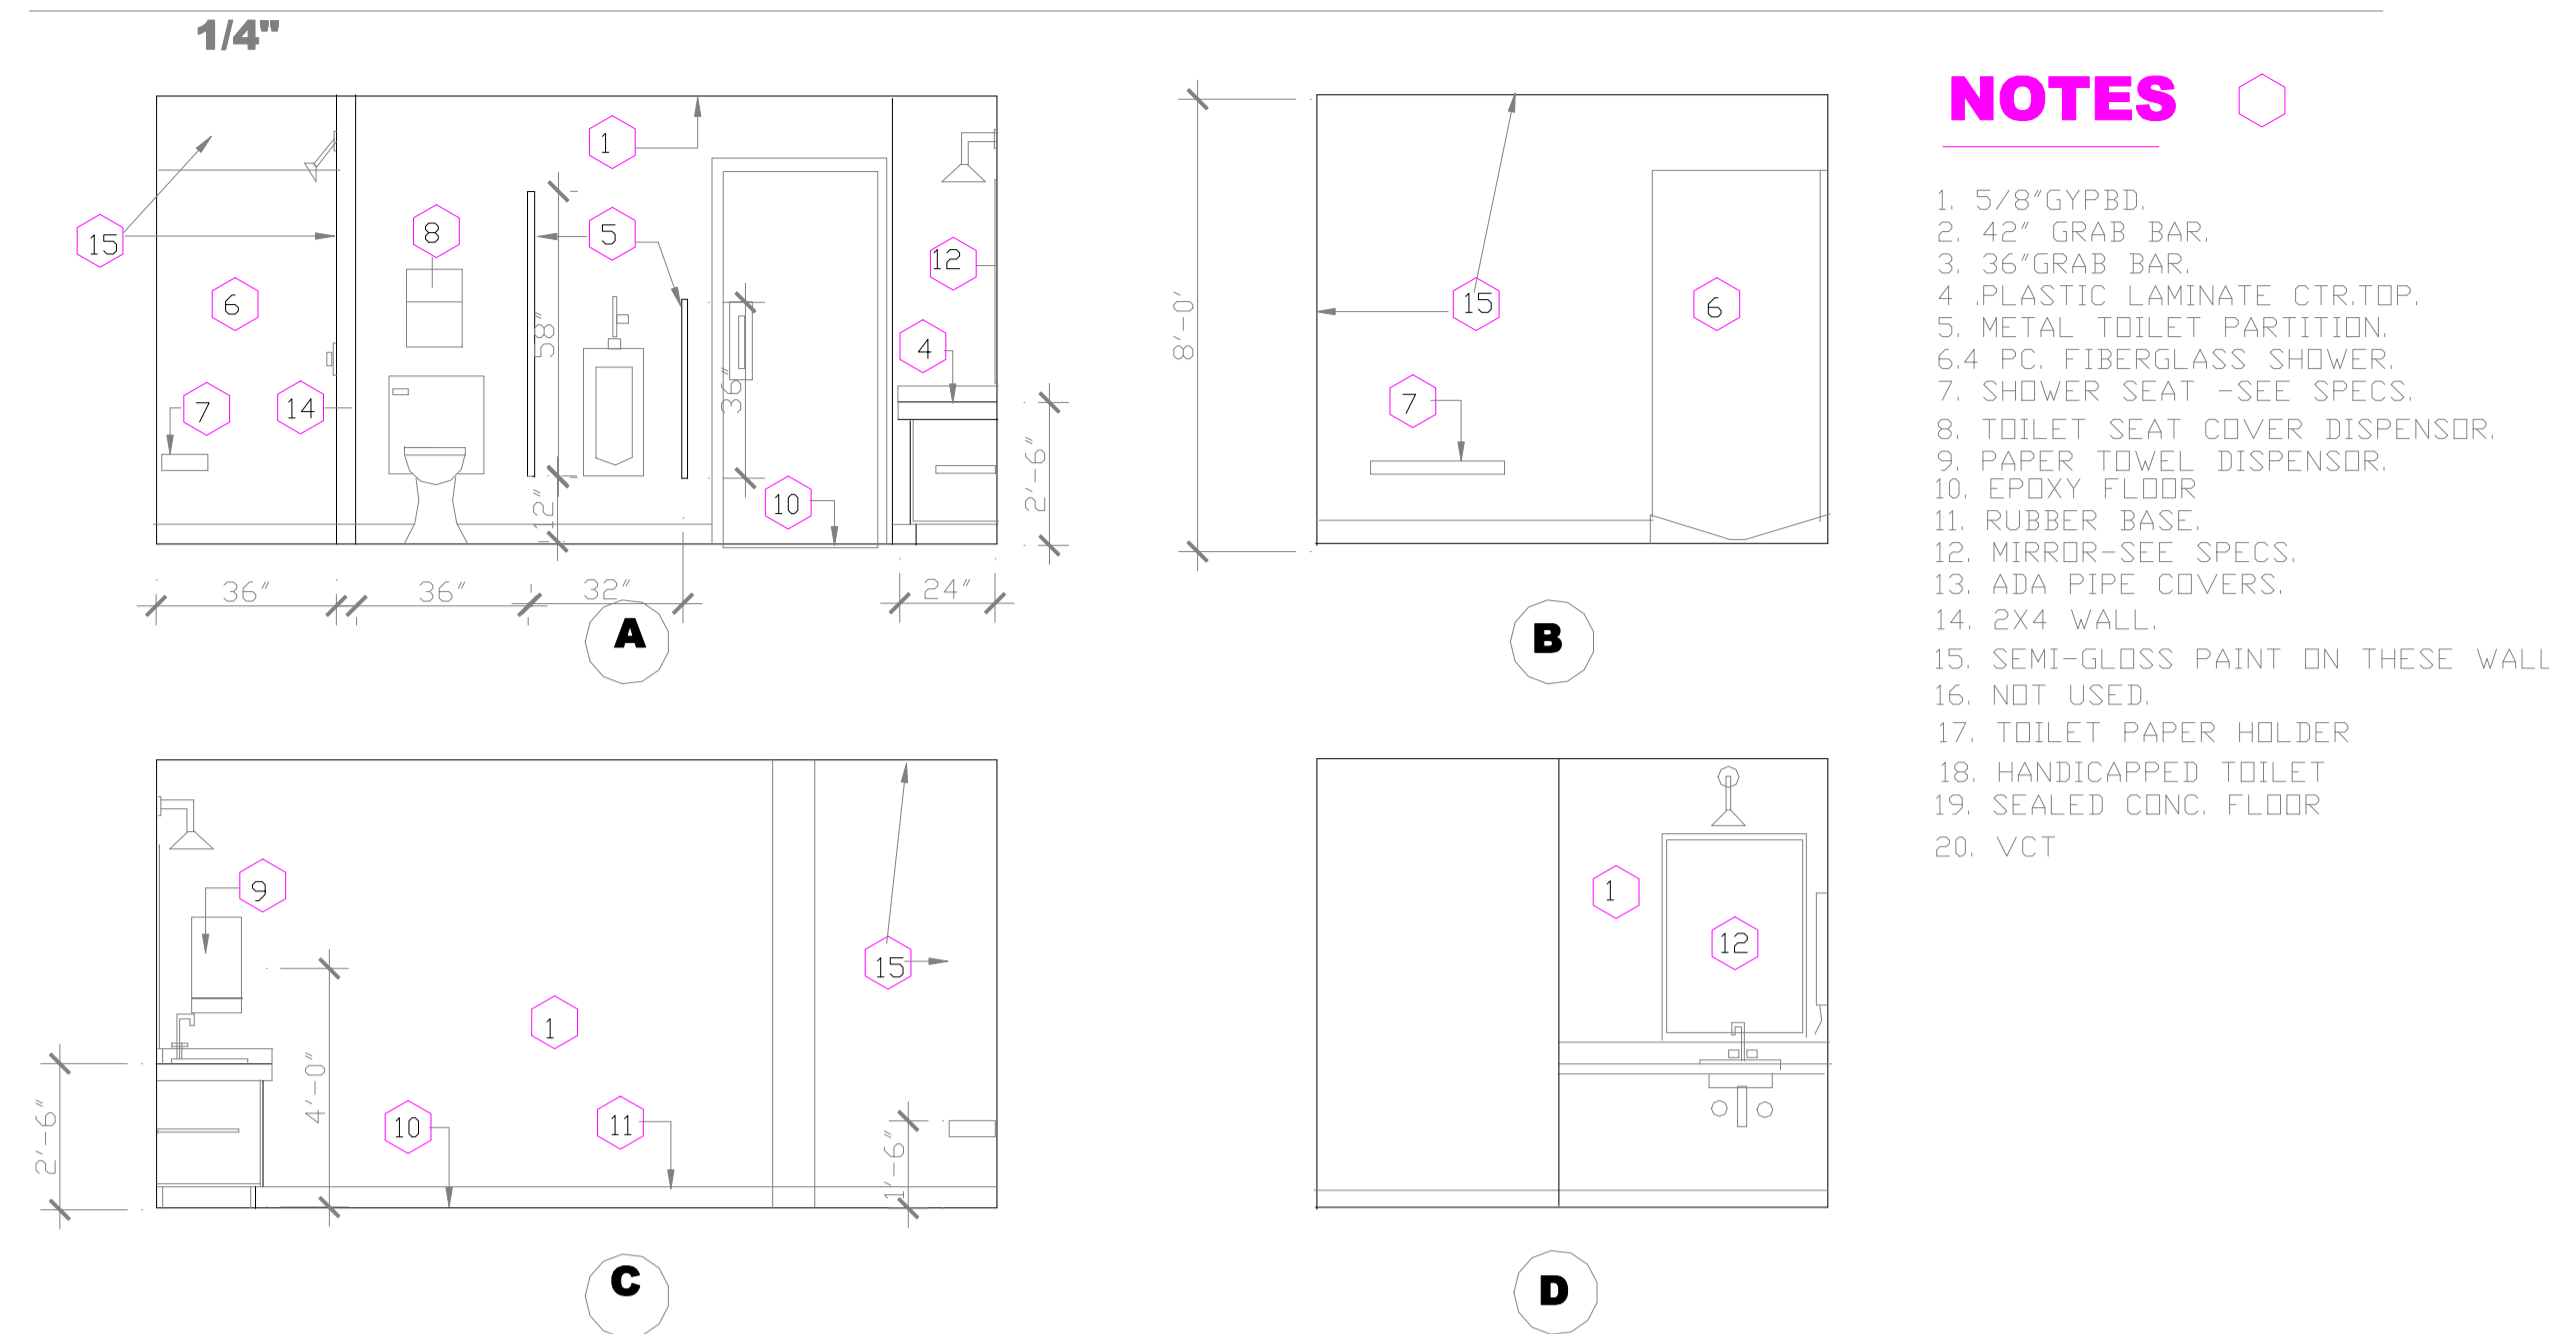 1/4"
1
15
8
5
12
6
4
58"
36"
7
14
10
12"
2'-6"
36"
36"
32"
24"
A
8'-0'
15
6
7
B
NOTES
1. 5/8"GYPBD.
2. 42" GRAB BAR.
3. 36"GRAB BAR.
4 .PLASTIC LAMINATE CTR.TOP.
5. METAL TOILET PARTITION.
6.4 PC. FIBERGLASS SHOWER.
7. SHOWER SEAT -SEE SPECS.
8. TOILET SEAT COVER DISPENSOR.
9. PAPER TOWEL DISPENSOR.
10. EPOXY FLOOR
11. RUBBER BASE.
12. MIRROR-SEE SPECS.
13. ADA PIPE COVERS.
14. 2X4 WALL.
15. SEMI-GLOSS PAINT ON THESE WALL
16. NOT USED.
17. TOILET PAPER HOLDER
18. HANDICAPPED TOILET
19. SEALED CONC. FLOOR
20. VCT
9
15
1
4'-0"
2'-6"
10
11
1'-6"
C
1
12
D